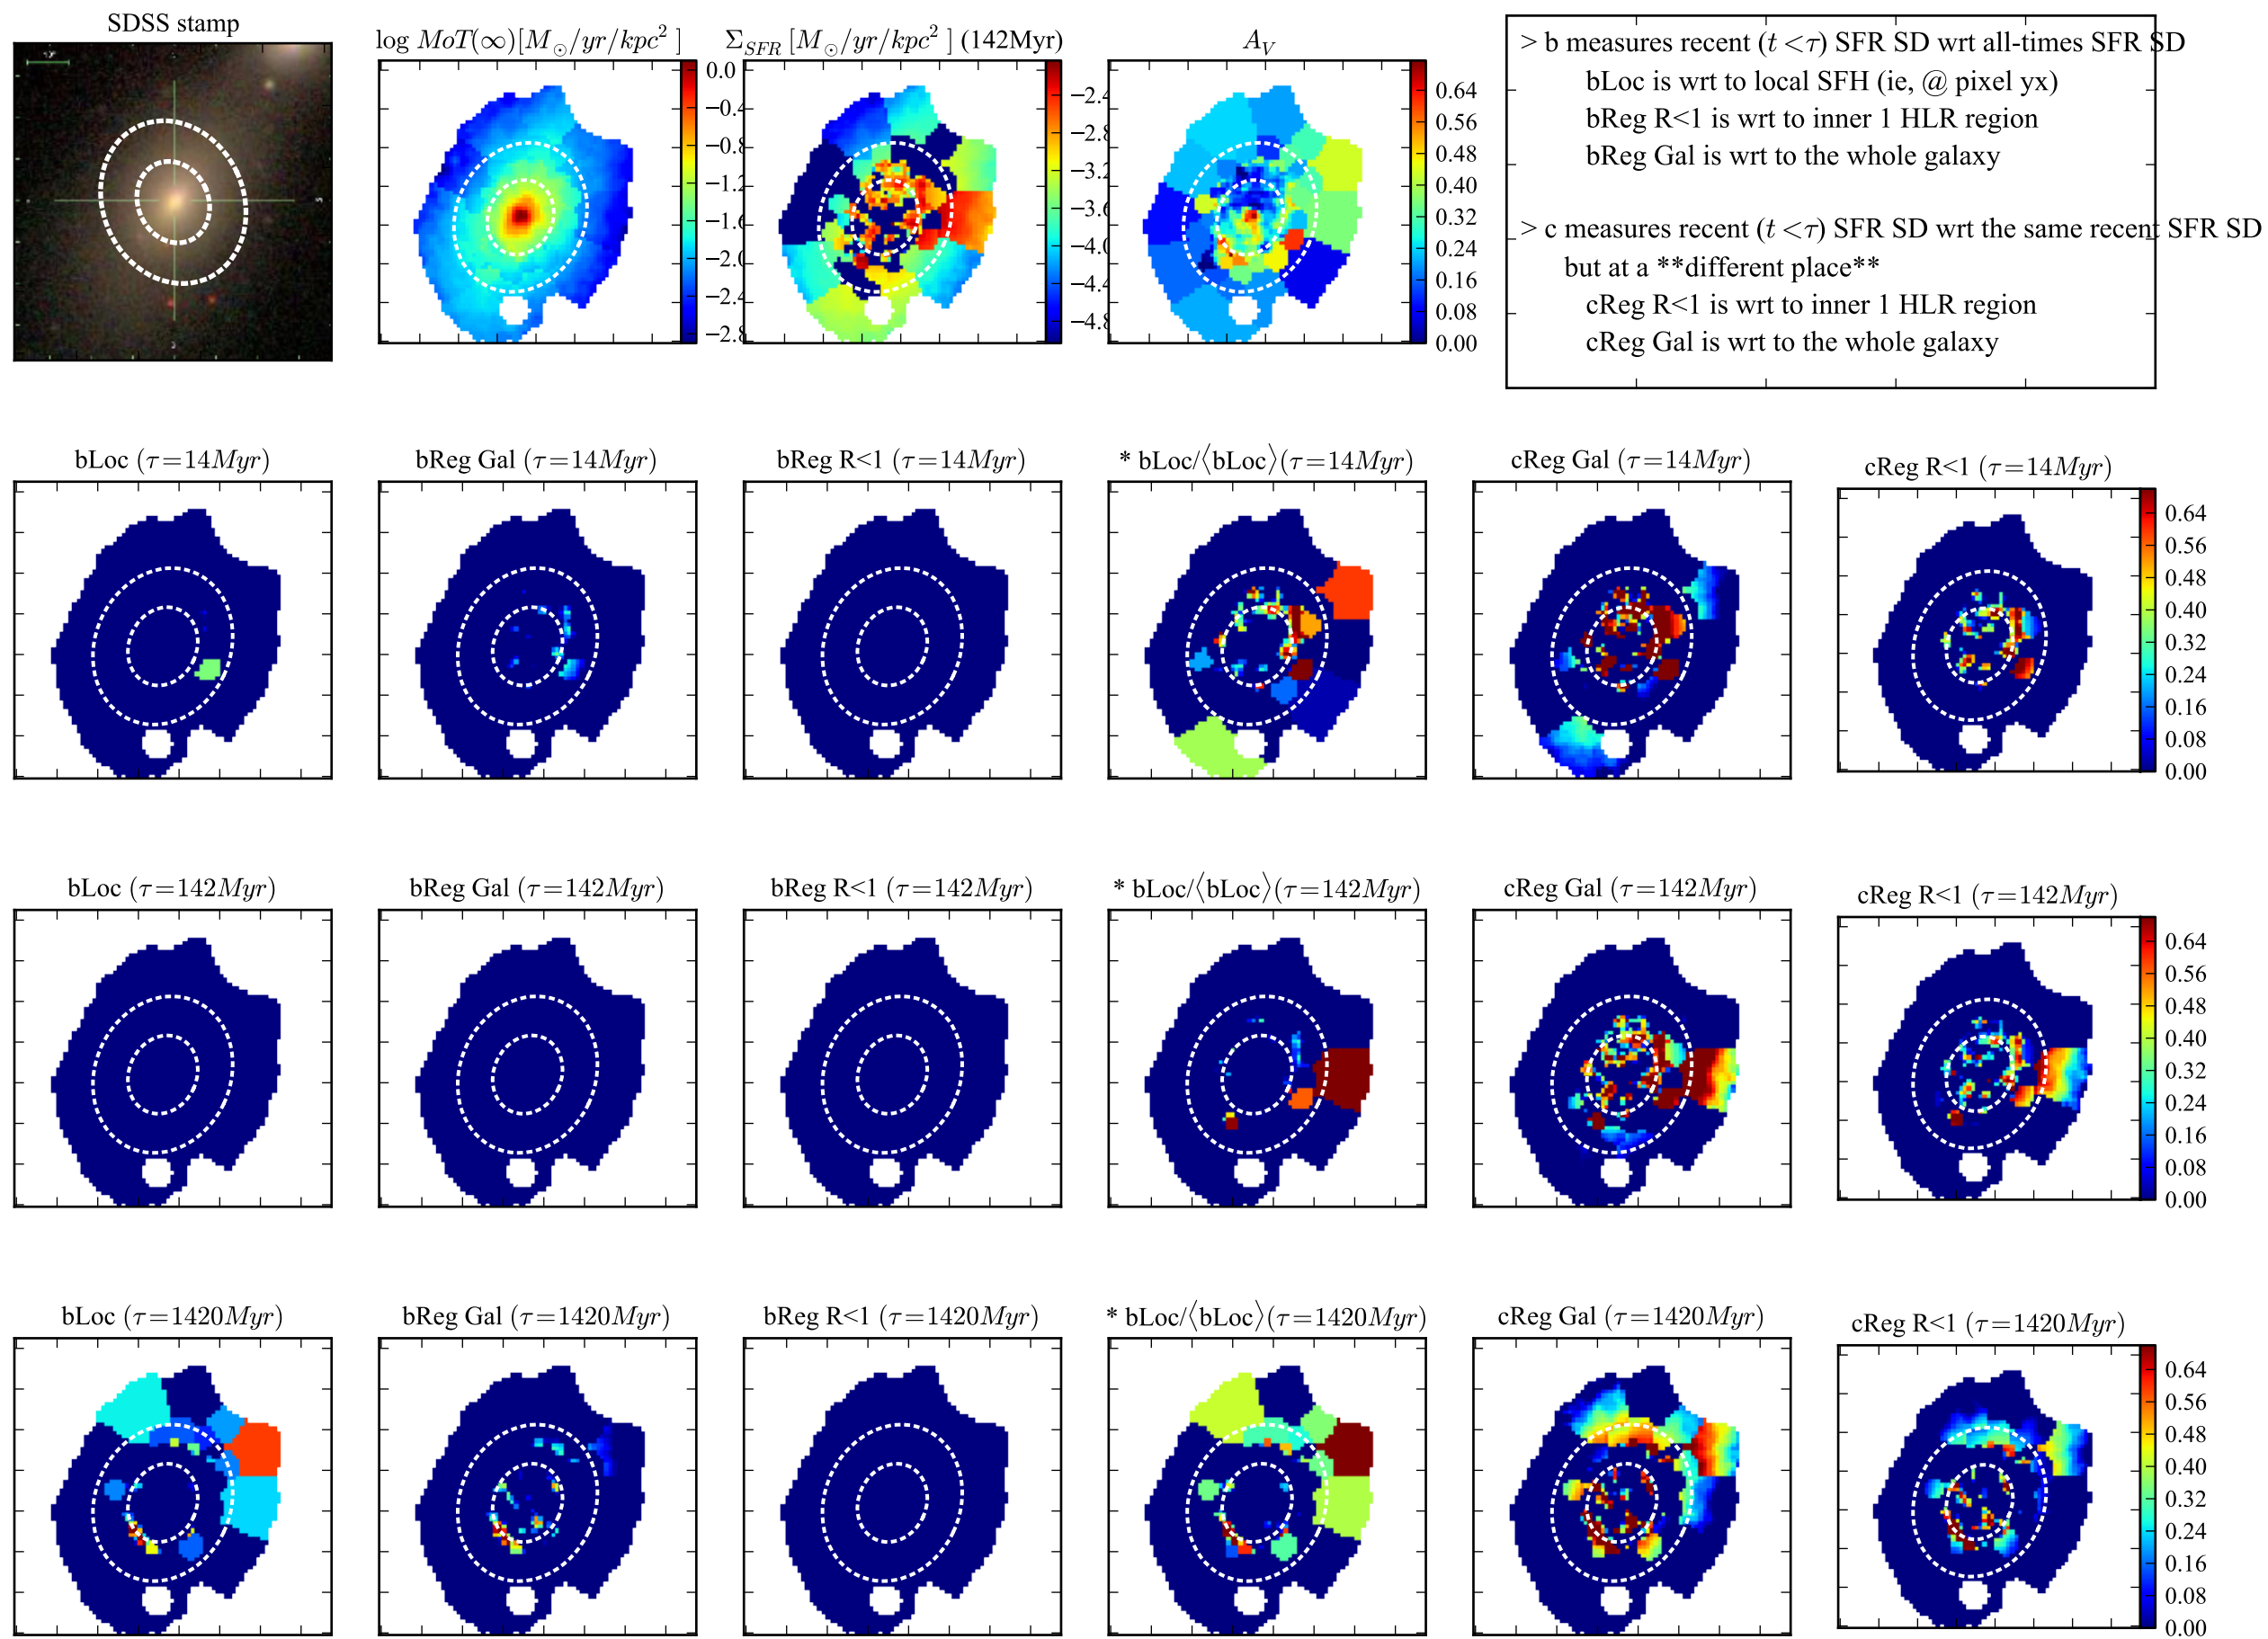 SDSS stamp
log MoT(∞)[M⊙/yr/kpc² ]
Σ_SFR [M⊙/yr/kpc² ] (142Myr)
A_V
0.0
−0.4
−0.8
−1.2
−1.6
−2.0
−2.4
−2.8
−2.4
−2.8
−3.2
−3.6
−4.0
−4.4
−4.8
0.64
0.56
0.48
0.40
0.32
0.24
0.16
0.08
0.00
> b measures recent (t <τ) SFR SD wrt all-times SFR SD
bLoc is wrt to local SFH (ie, @ pixel yx)
bReg R<1 is wrt to inner 1 HLR region
bReg Gal is wrt to the whole galaxy
> c measures recent (t <τ) SFR SD wrt the same recent SFR SD
but at a **different place**
cReg R<1 is wrt to inner 1 HLR region
cReg Gal is wrt to the whole galaxy
bLoc (τ=14Myr)
bReg Gal (τ=14Myr)
bReg R<1 (τ=14Myr)
* bLoc/⟨bLoc⟩(τ=14Myr)
cReg Gal (τ=14Myr)
cReg R<1 (τ=14Myr)
0.64
0.56
0.48
0.40
0.32
0.24
0.16
0.08
0.00
bLoc (τ=142Myr)
bReg Gal (τ=142Myr)
bReg R<1 (τ=142Myr)
* bLoc/⟨bLoc⟩(τ=142Myr)
cReg Gal (τ=142Myr)
cReg R<1 (τ=142Myr)
0.64
0.56
0.48
0.40
0.32
0.24
0.16
0.08
0.00
bLoc (τ=1420Myr)
bReg Gal (τ=1420Myr)
bReg R<1 (τ=1420Myr)
* bLoc/⟨bLoc⟩(τ=1420Myr)
cReg Gal (τ=1420Myr)
cReg R<1 (τ=1420Myr)
0.64
0.56
0.48
0.40
0.32
0.24
0.16
0.08
0.00